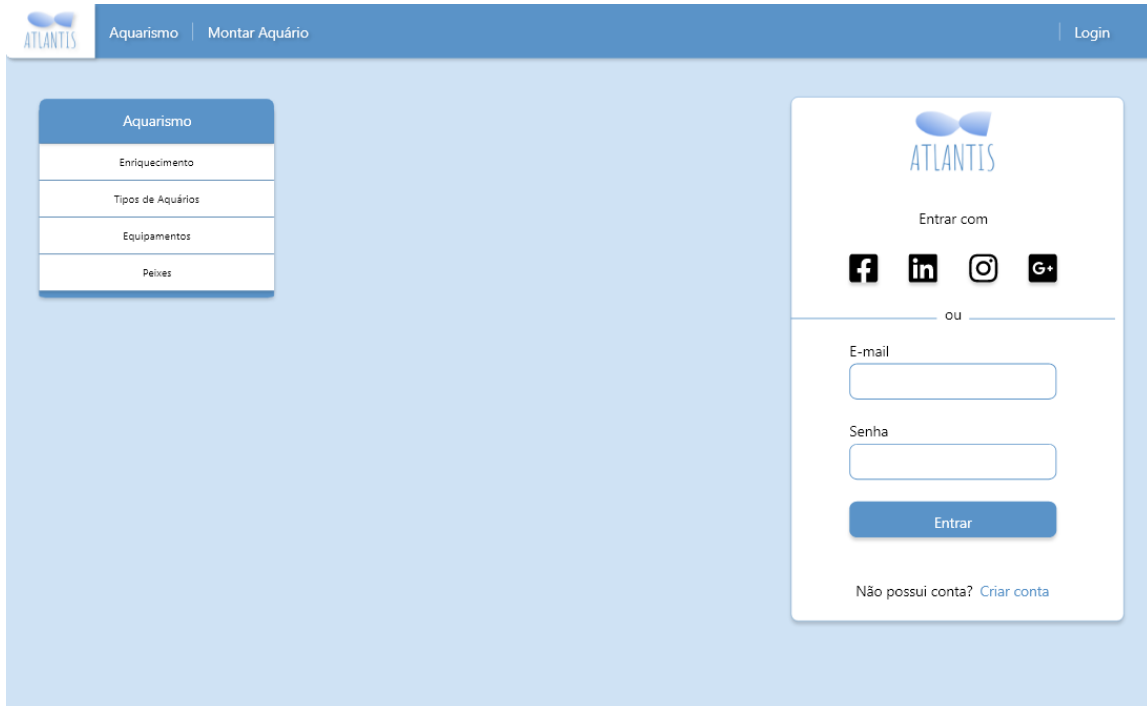 ATLANTIS
Aquarismo
Montar Aquário
Login
Aquarismo
Enriquecimento
Tipos de Aquários
Equipamentos
Peixes
ATLANTIS
Entrar com
f in G+
ou
E-mail
Senha
Entrar
Não possui conta? Criar conta